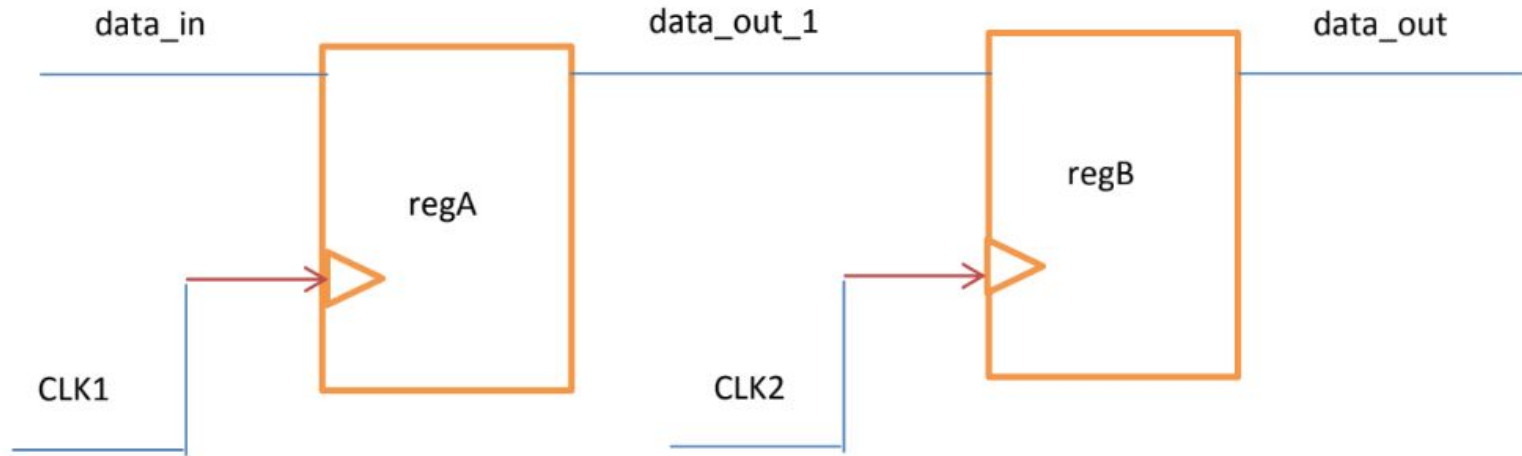 data_in
data_out_1
data_out
regA
regB
CLK1
CLK2